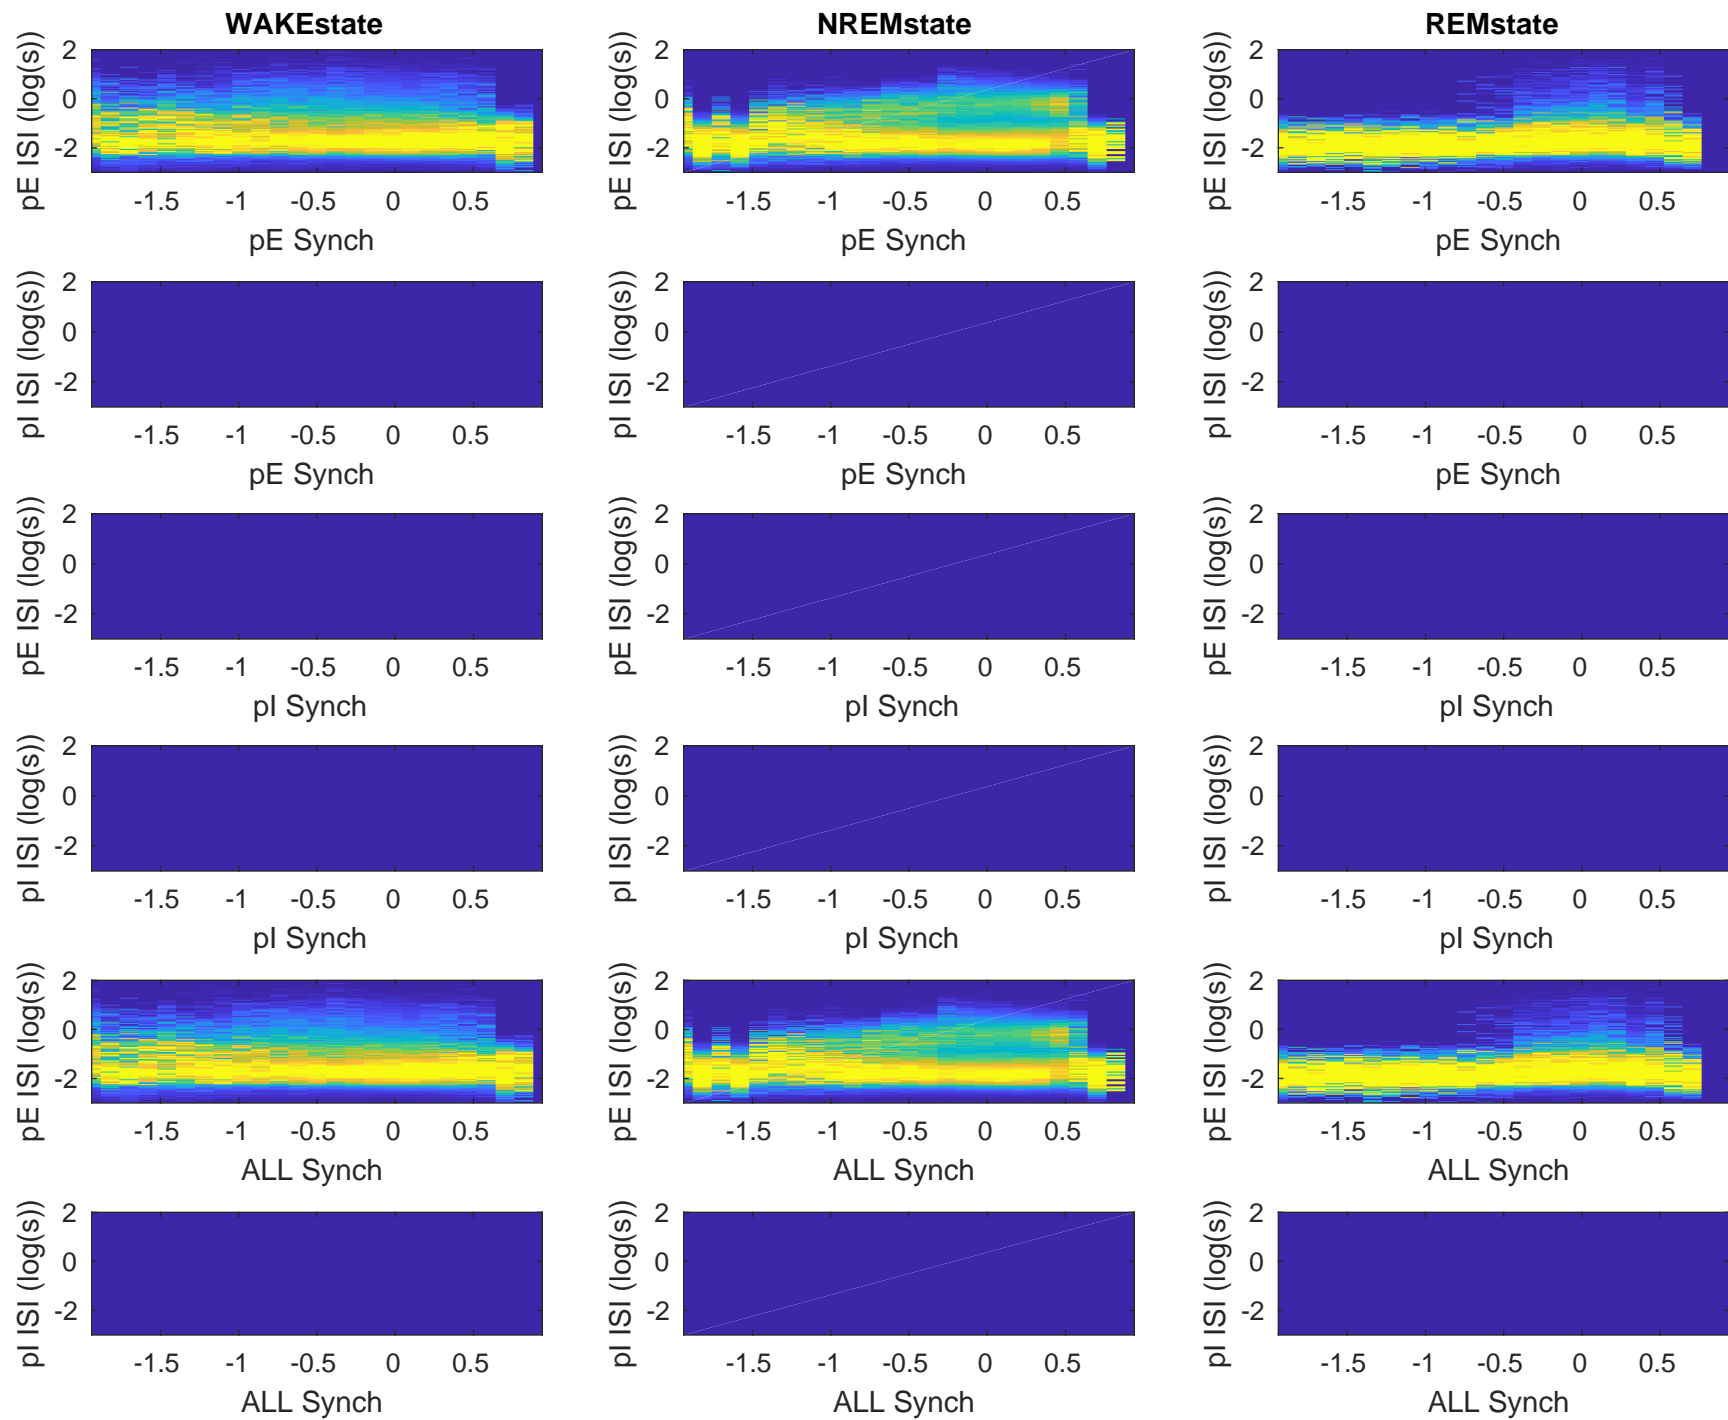 WAKEstate NREMstate REMstate
pE ISI (log(s)) 2 0 -2 pE ISI (log(s)) 2 0 -2 pE ISI (log(s)) 2 0 -2
-1.5 -1 -0.5 0 0.5 -1.5 -1 -0.5 0 0.5 -1.5 -1 -0.5 0 0.5
pE Synch pE Synch pE Synch
pI ISI (log(s)) 2 0 -2 pI ISI (log(s)) 2 0 -2 pI ISI (log(s)) 2 0 -2
-1.5 -1 -0.5 0 0.5 -1.5 -1 -0.5 0 0.5 -1.5 -1 -0.5 0 0.5
pE Synch pE Synch pE Synch
pE ISI (log(s)) 2 0 -2 pE ISI (log(s)) 2 0 -2 pE ISI (log(s)) 2 0 -2
-1.5 -1 -0.5 0 0.5 -1.5 -1 -0.5 0 0.5 -1.5 -1 -0.5 0 0.5
pI Synch pI Synch pI Synch
pI ISI (log(s)) 2 0 -2 pI ISI (log(s)) 2 0 -2 pI ISI (log(s)) 2 0 -2
-1.5 -1 -0.5 0 0.5 -1.5 -1 -0.5 0 0.5 -1.5 -1 -0.5 0 0.5
pI Synch pI Synch pI Synch
pE ISI (log(s)) 2 0 -2 pE ISI (log(s)) 2 0 -2 pE ISI (log(s)) 2 0 -2
-1.5 -1 -0.5 0 0.5 -1.5 -1 -0.5 0 0.5 -1.5 -1 -0.5 0 0.5
ALL Synch ALL Synch ALL Synch
pI ISI (log(s)) 2 0 -2 pI ISI (log(s)) 2 0 -2 pI ISI (log(s)) 2 0 -2
-1.5 -1 -0.5 0 0.5 -1.5 -1 -0.5 0 0.5 -1.5 -1 -0.5 0 0.5
ALL Synch ALL Synch ALL Synch